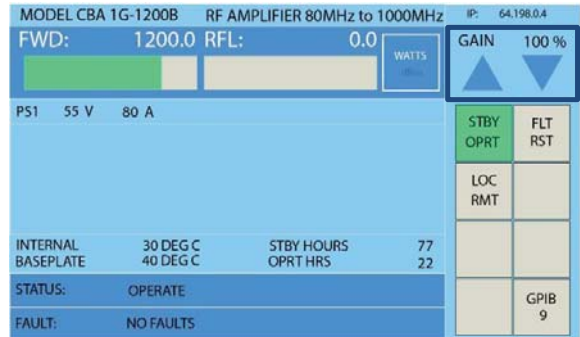 MODEL CBA 1G-1200B RF AMPLIFIER 80MHz to 1000MHz IP: 64.198.0.4
FWD: 1200.0 RFL: 0.0
WATTS
GAIN 100 %
PS1 55 V 80 A
STBY
OPRT
FLT
RST
LOC
RMT
INTERNAL 30 DEG C STBY HOURS 77
BASEPLATE 40 DEG C OPRT HRS 22
STATUS: OPERATE
FAULT: NO FAULTS
GPIB
9